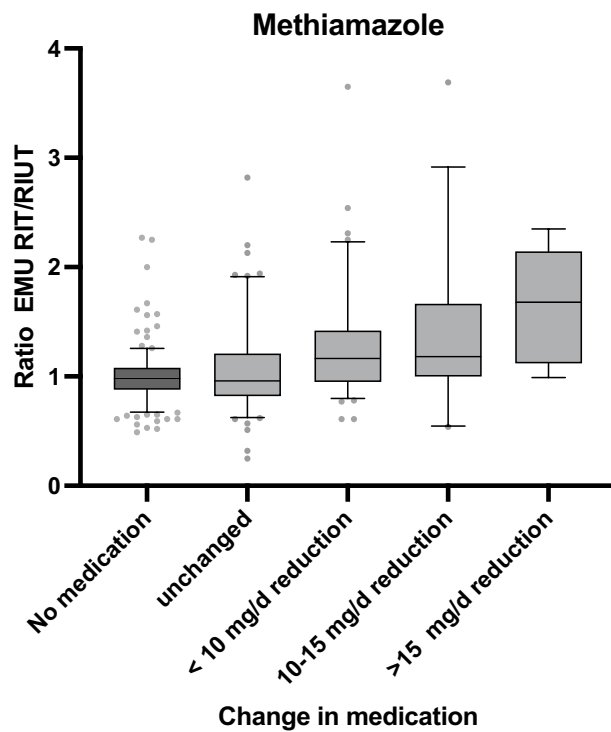 Methiamazole
4
3
2
1
0
Ratio EMU RIT/RIUT
No medication
unchanged
< 10 mg/d reduction
10-15 mg/d reduction
>15 mg/d reduction
Change in medication